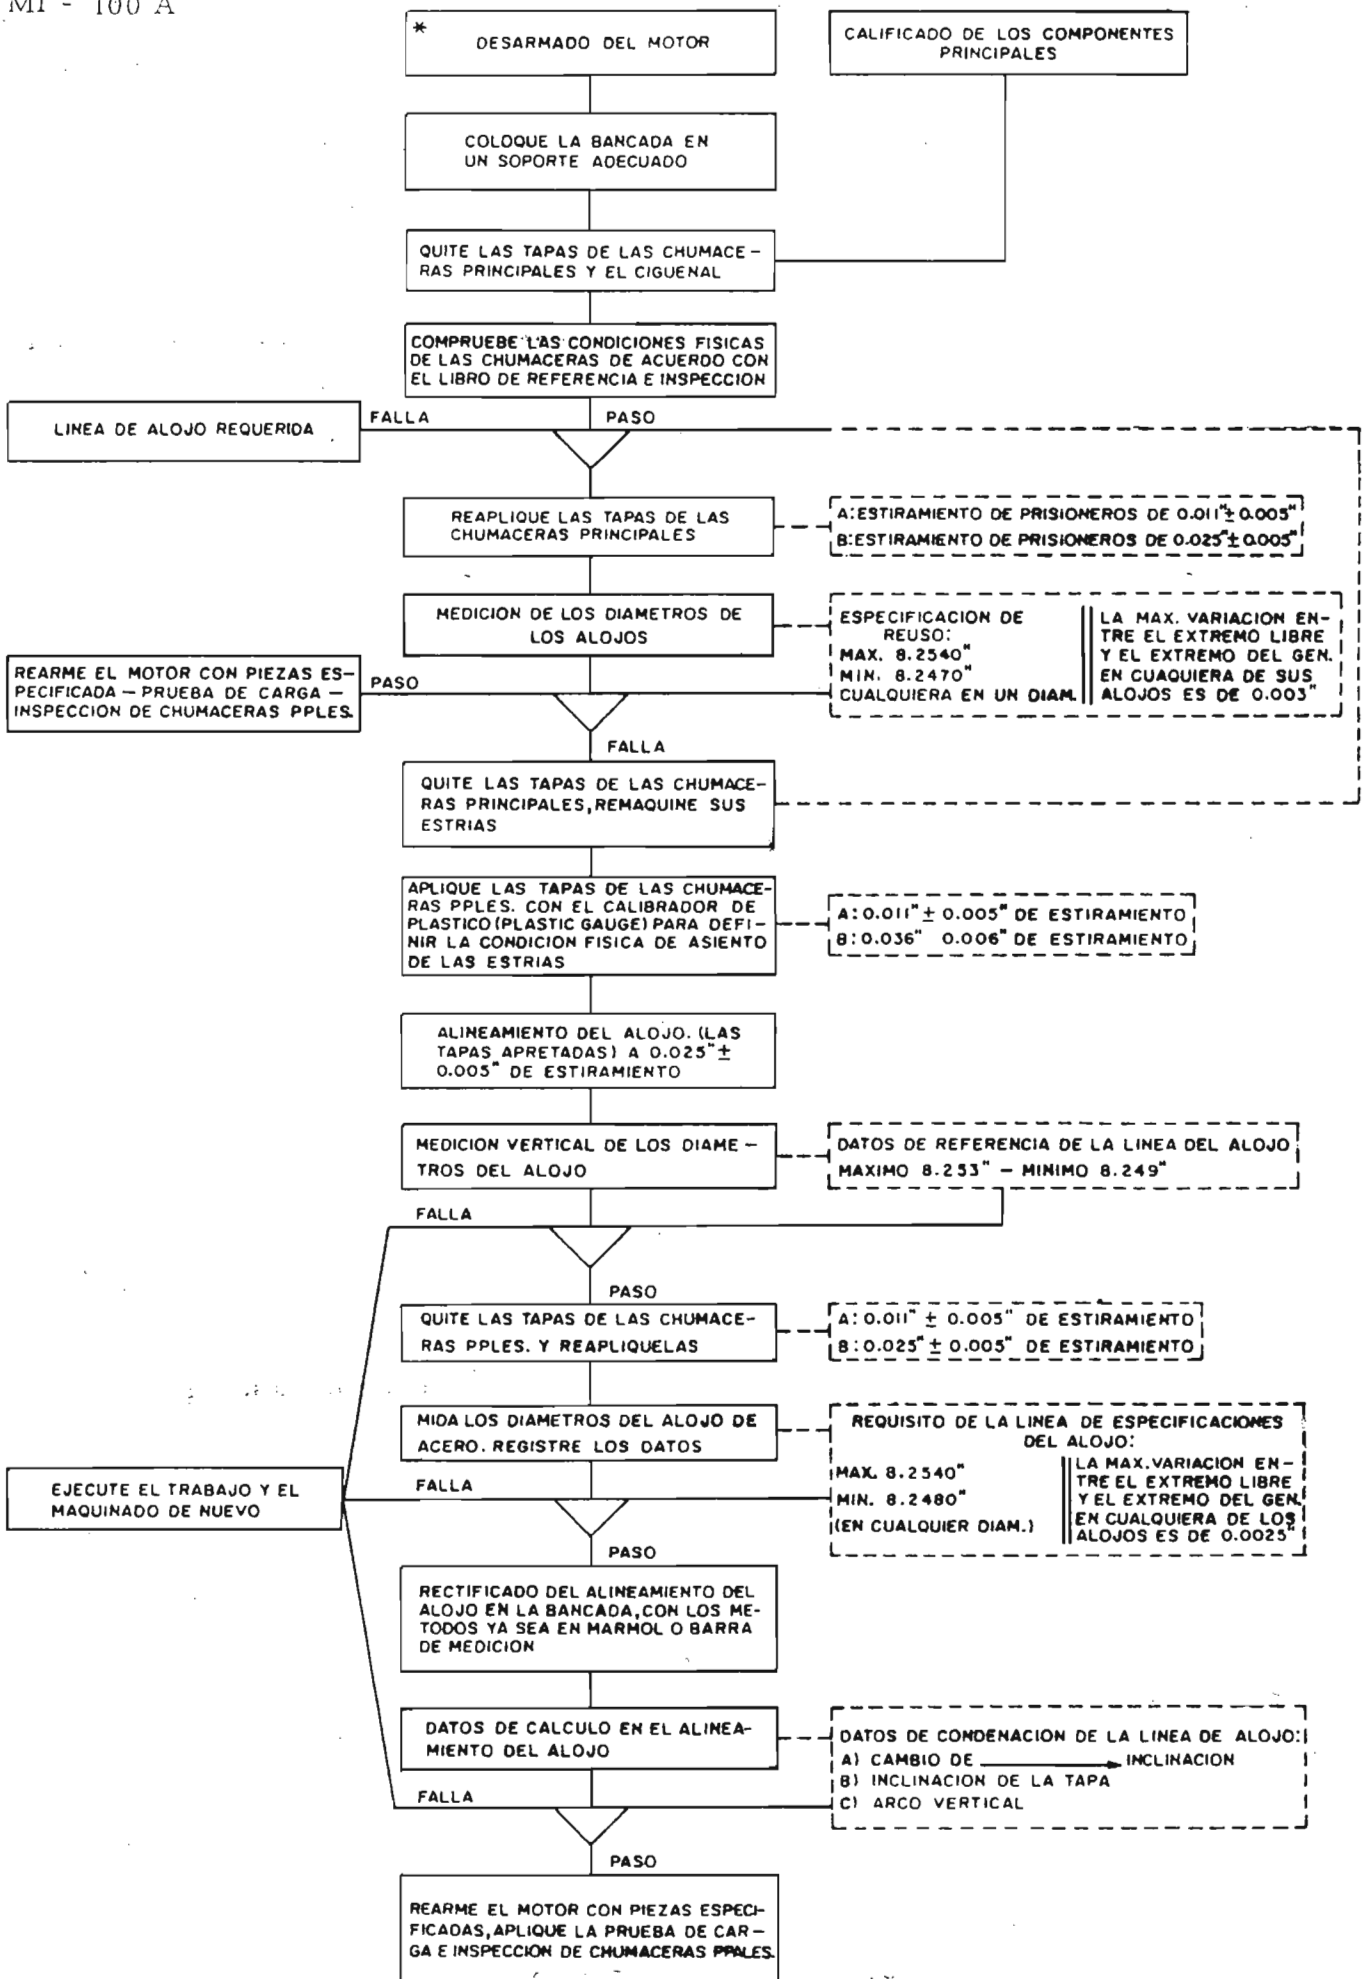 MI - 100 A
*
DESARMADO DEL MOTOR
CALIFICADO DE LOS COMPONENTES
PRINCIPALES
COLOQUE LA BANCADA EN
UN SOPORTE ADECUADO
QUITE LAS TAPAS DE LAS CHUMACE-
RAS PRINCIPALES Y EL CIGUENAL
COMPRUEBE LAS CONDICIONES FISICAS
DE LAS CHUMACERAS DE ACUERDO CON
EL LIBRO DE REFERENCIA E INSPECCION
LINEA DE ALOJO REQUERIDA
FALLA
PASO
REAPLIQUE LAS TAPAS DE LAS
CHUMACERAS PRINCIPALES
A:ESTIRAMIENTO DE PRISIONEROS DE 0.011"± 0.005"
B:ESTIRAMIENTO DE PRISIONEROS DE 0.025"± 0.005"
MEDICION DE LOS DIAMETROS DE
LOS ALOJOS
ESPECIFICACION DE
REUSO:
MAX. 8.2540"
MIN. 8.2470"
CUALQUIERA EN UN DIAM.
LA MAX. VARIACION EN-
TRE EL EXTREMO LIBRE
Y EL EXTREMO DEL GEN.
EN CUAQUIERA DE SUS
ALOJOS ES DE 0.003"
REARME EL MOTOR CON PIEZAS ES-
PECIFICADA - PRUEBA DE CARGA -
INSPECCION DE CHUMACERAS PPLES.
PASO
FALLA
QUITE LAS TAPAS DE LAS CHUMACE-
RAS PRINCIPALES, REMAQUINE SUS
ESTRIAS
APLIQUE LAS TAPAS DE LAS CHUMACE-
RAS PPLES. CON EL CALIBRADOR DE
PLASTICO (PLASTIC GAUGE) PARA DEFI-
NIR LA CONDICION FISICA DE ASIENTO
DE LAS ESTRIAS
A: 0.011" ± 0.005" DE ESTIRAMIENTO
B: 0.036" 0.006" DE ESTIRAMIENTO
ALINEAMIENTO DEL ALOJO. (LAS
TAPAS APRETADAS) A 0.025" ±
0.005" DE ESTIRAMIENTO
MEDICION VERTICAL DE LOS DIAME-
TROS DEL ALOJO
DATOS DE REFERENCIA DE LA LINEA DEL ALOJO
MAXIMO 8.253" - MINIMO 8.249"
FALLA
PASO
QUITE LAS TAPAS DE LAS CHUMACE-
RAS PPLES. Y REAPLIQUELAS
A: 0.011" ± 0.005" DE ESTIRAMIENTO
B: 0.025" ± 0.005" DE ESTIRAMIENTO
MIDA LOS DIAMETROS DEL ALOJO DE
ACERO. REGISTRE LOS DATOS
REQUISITO DE LA LINEA DE ESPECIFICACIONES
DEL ALOJO:
MAX. 8.2540"
MIN. 8.2480"
(EN CUALQUIER DIAM.)
LA MAX. VARIACION EN-
TRE EL EXTREMO LIBRE
Y EL EXTREMO DEL GEN.
EN CUALQUIERA DE LOS
ALOJOS ES DE 0.0025"
EJECUTE EL TRABAJO Y EL
MAQUINADO DE NUEVO
FALLA
PASO
RECTIFICADO DEL ALINEAMIENTO DEL
ALOJO EN LA BANCADA, CON LOS ME-
TODOS YA SEA EN MARMOL O BARRA
DE MEDICION
DATOS DE CALCULO EN EL ALINEA-
MIENTO DEL ALOJO
DATOS DE CONDENACION DE LA LINEA DE ALOJO:
A) CAMBIO DE INCLINACION
B) INCLINACION DE LA TAPA
C) ARCO VERTICAL
FALLA
PASO
REARME EL MOTOR CON PIEZAS ESPECI-
FICADAS, APLIQUE LA PRUEBA DE CAR-
GA E INSPECCION DE CHUMACERAS PPALES.